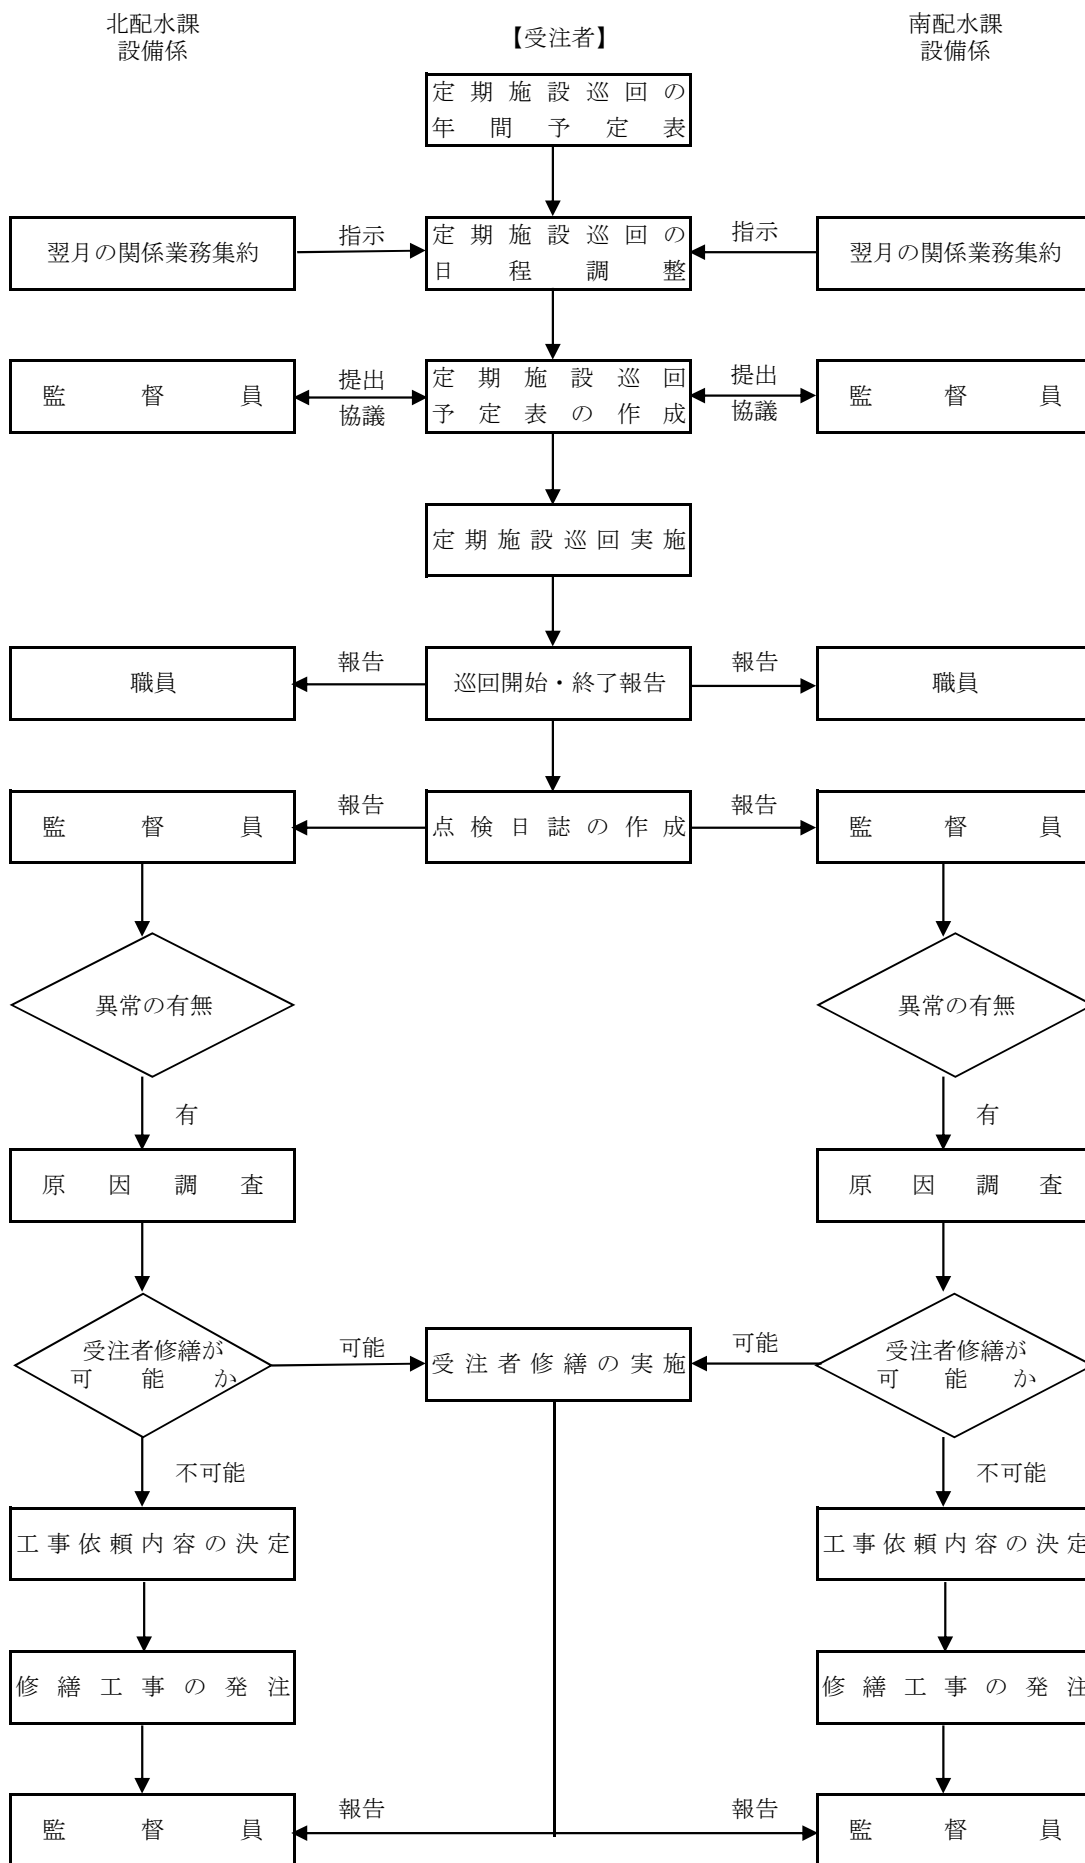 北配水課
設備係
【受注者】
南配水課
設備係
定期施設巡回の
年間予定表
翌月の関係業務集約
指示
定期施設巡回の
日程調整
指示
翌月の関係業務集約
監督員
提出
協議
定期施設巡回
予定表の作成
提出
協議
監督員
定期施設巡回実施
職員
報告
巡回開始・終了報告
報告
職員
監督員
報告
点検日誌の作成
報告
監督員
異常の有無
異常の有無
有
有
原因調査
原因調査
受注者修繕が
可能か
可能
受注者修繕の実施
可能
受注者修繕が
可能か
不可能
不可能
工事依頼内容の決定
工事依頼内容の決定
修繕工事の発注
修繕工事の発注
監督員
報告
報告
監督員